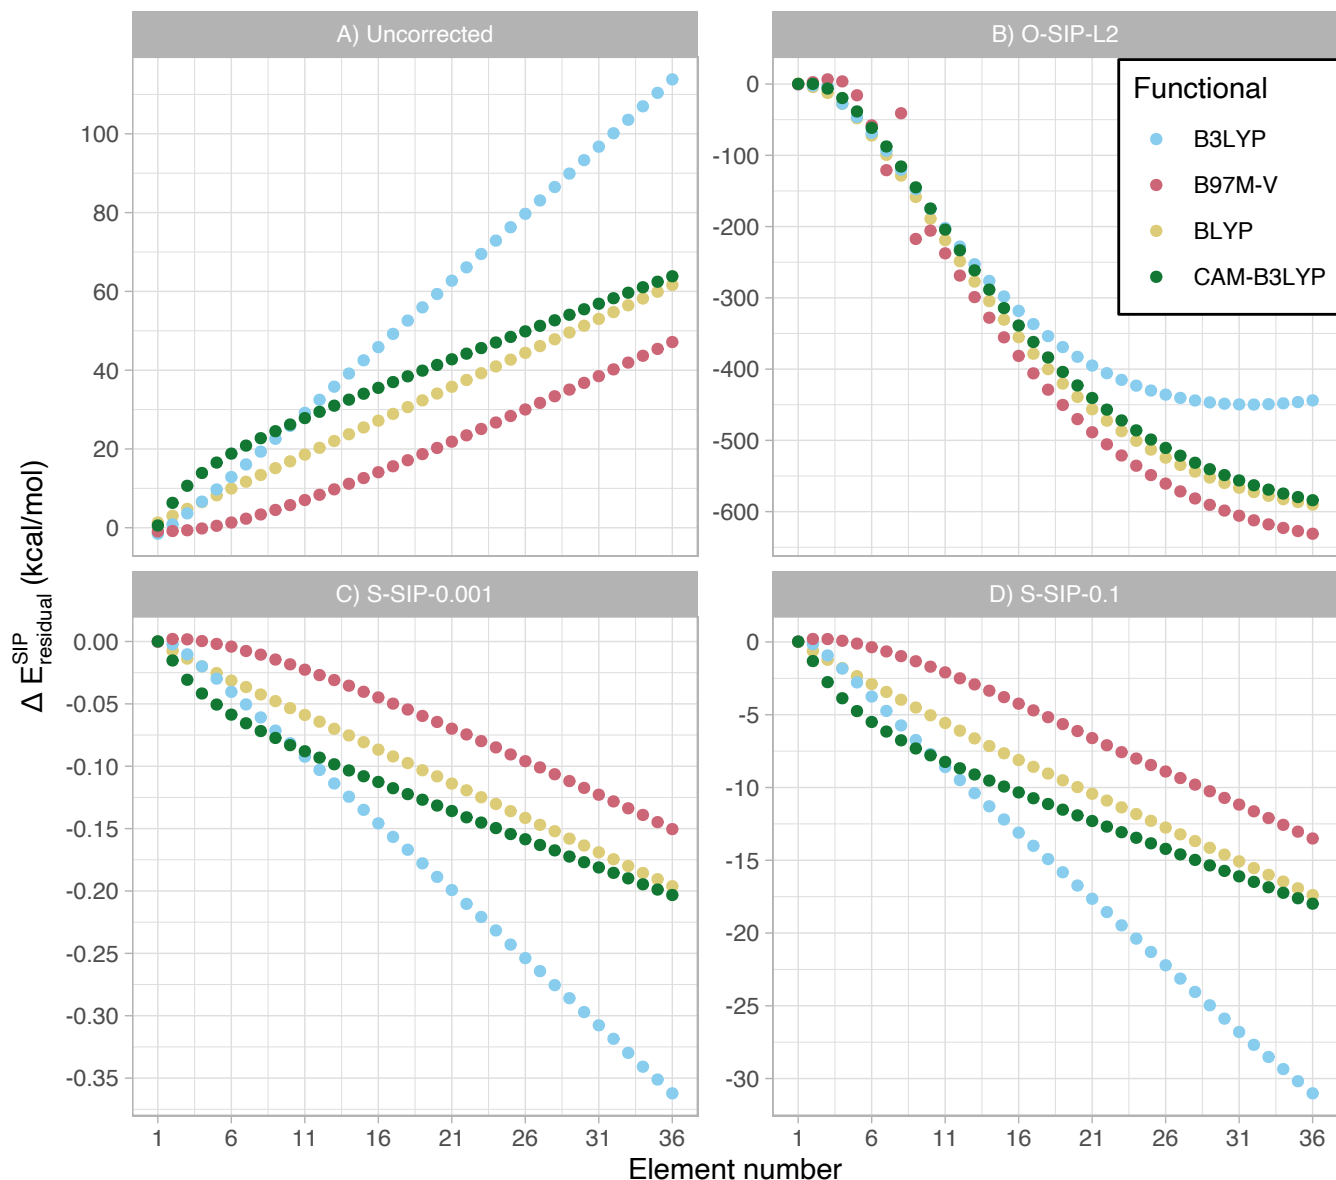 A) Uncorrected
B) O-SIP-L2
100
80
60
40
20
0
0
-100
-200
-300
-400
-500
-600
Functional
B3LYP
B97M-V
BLYP
CAM-B3LYP
Δ E^SIP_residual (kcal/mol)
C) S-SIP-0.001
D) S-SIP-0.1
0.00
-0.05
-0.10
-0.15
-0.20
-0.25
-0.30
-0.35
0
-5
-10
-15
-20
-25
-30
1 6 11 16 21 26 31 36
1 6 11 16 21 26 31 36
Element number